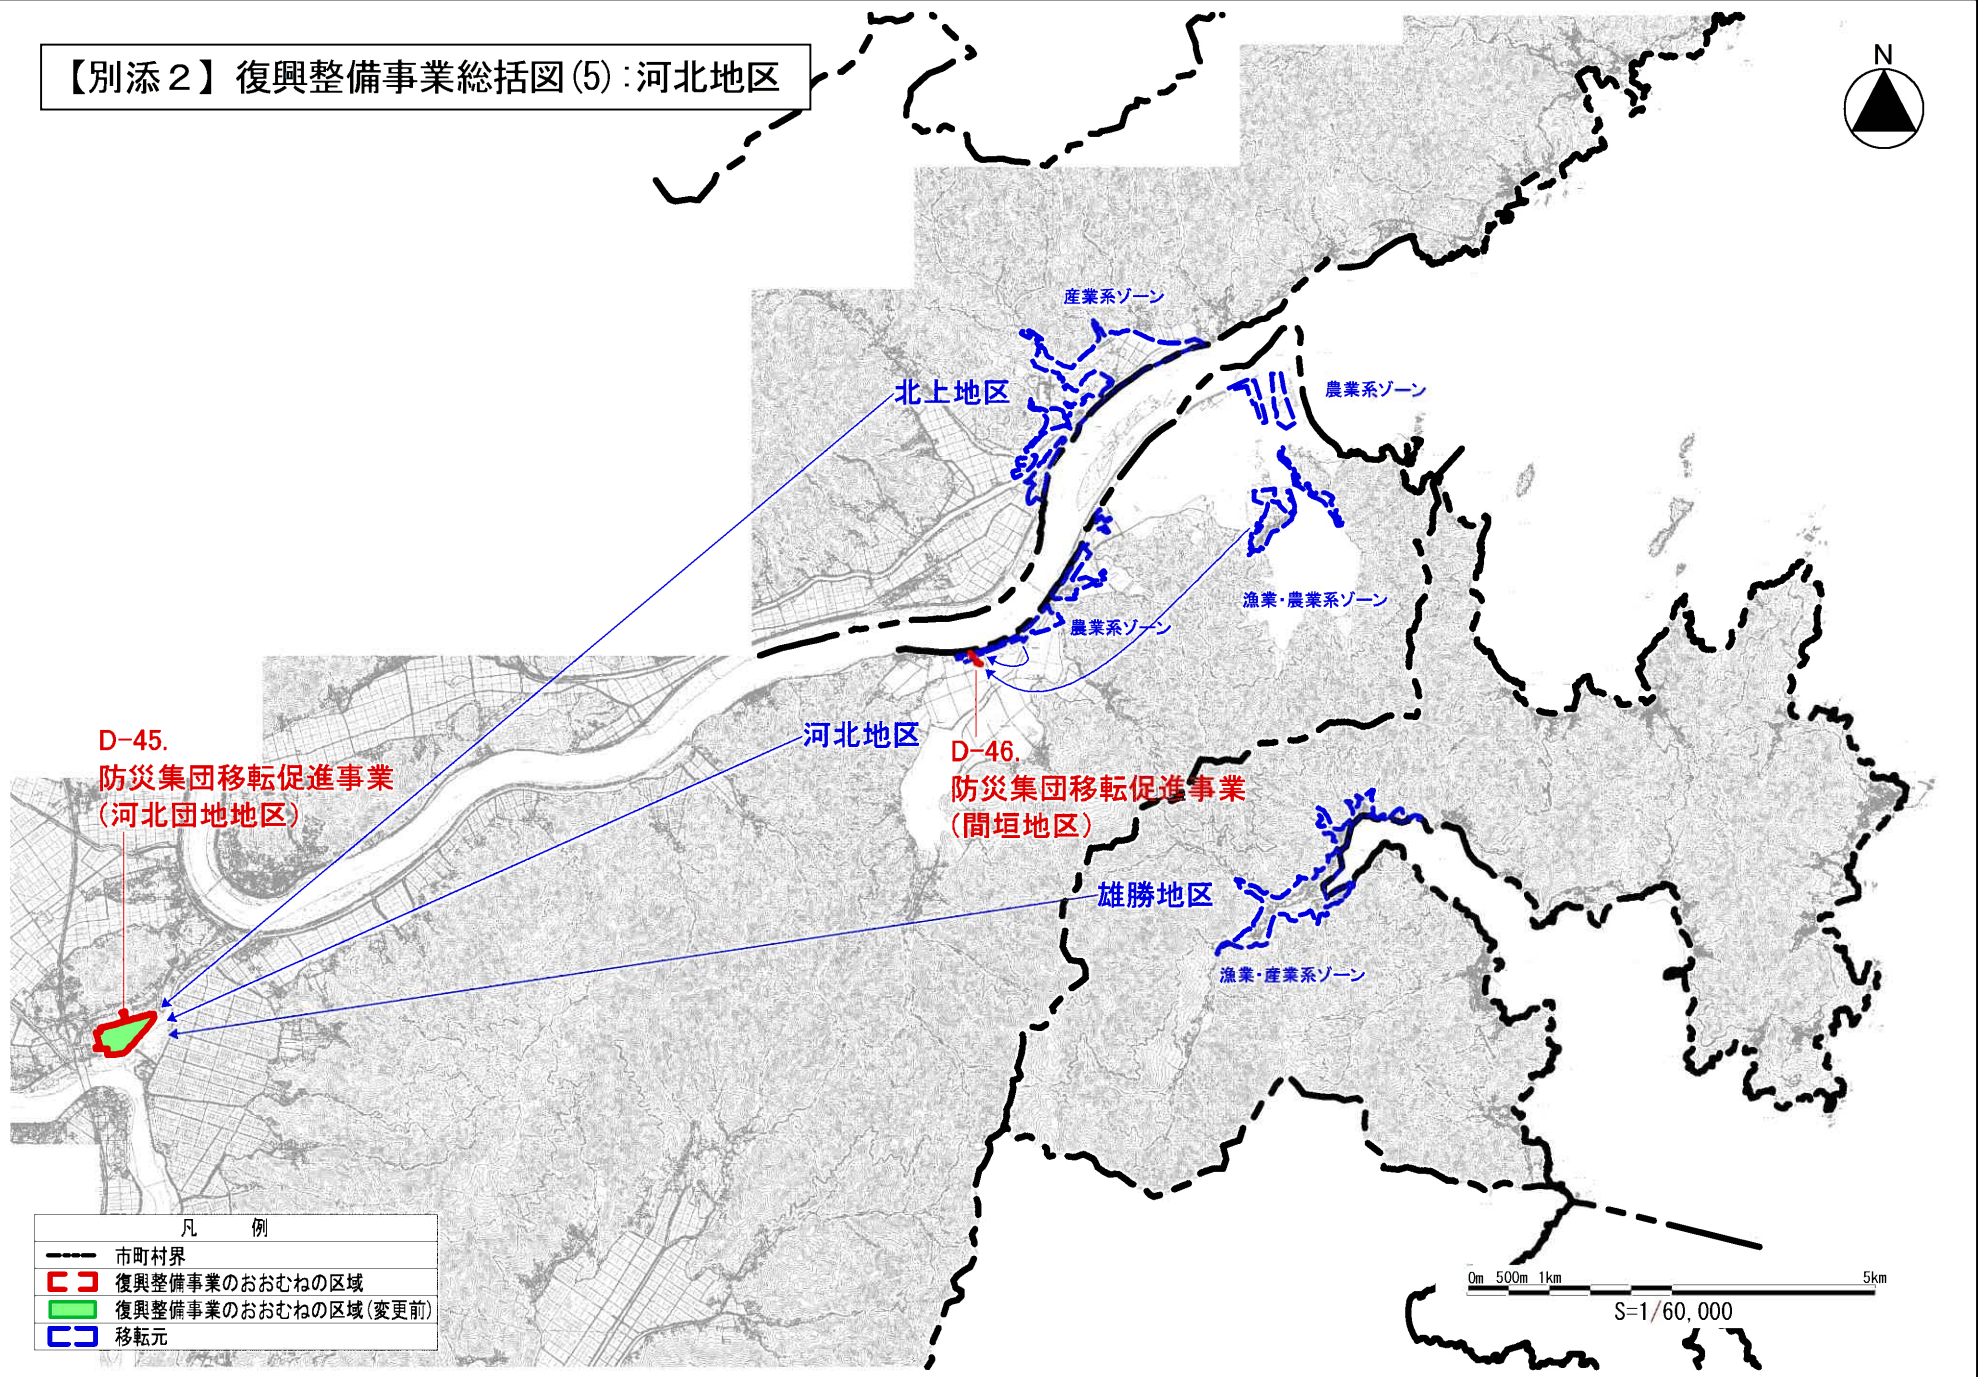 【別添２】復興整備事業総括図(5):河北地区
N
産業系ゾーン
北上地区
農業系ゾーン
漁業・農業系ゾーン
農業系ゾーン
河北地区
D-45.
防災集団移転促進事業
(河北団地地区)
D-46.
防災集団移転促進事業
(間垣地区)
雄勝地区
漁業・産業系ゾーン
凡　例
市町村界
復興整備事業のおおむねの区域
復興整備事業のおおむねの区域(変更前)
移転元
0m 500m 1km 5km
S=1/60,000